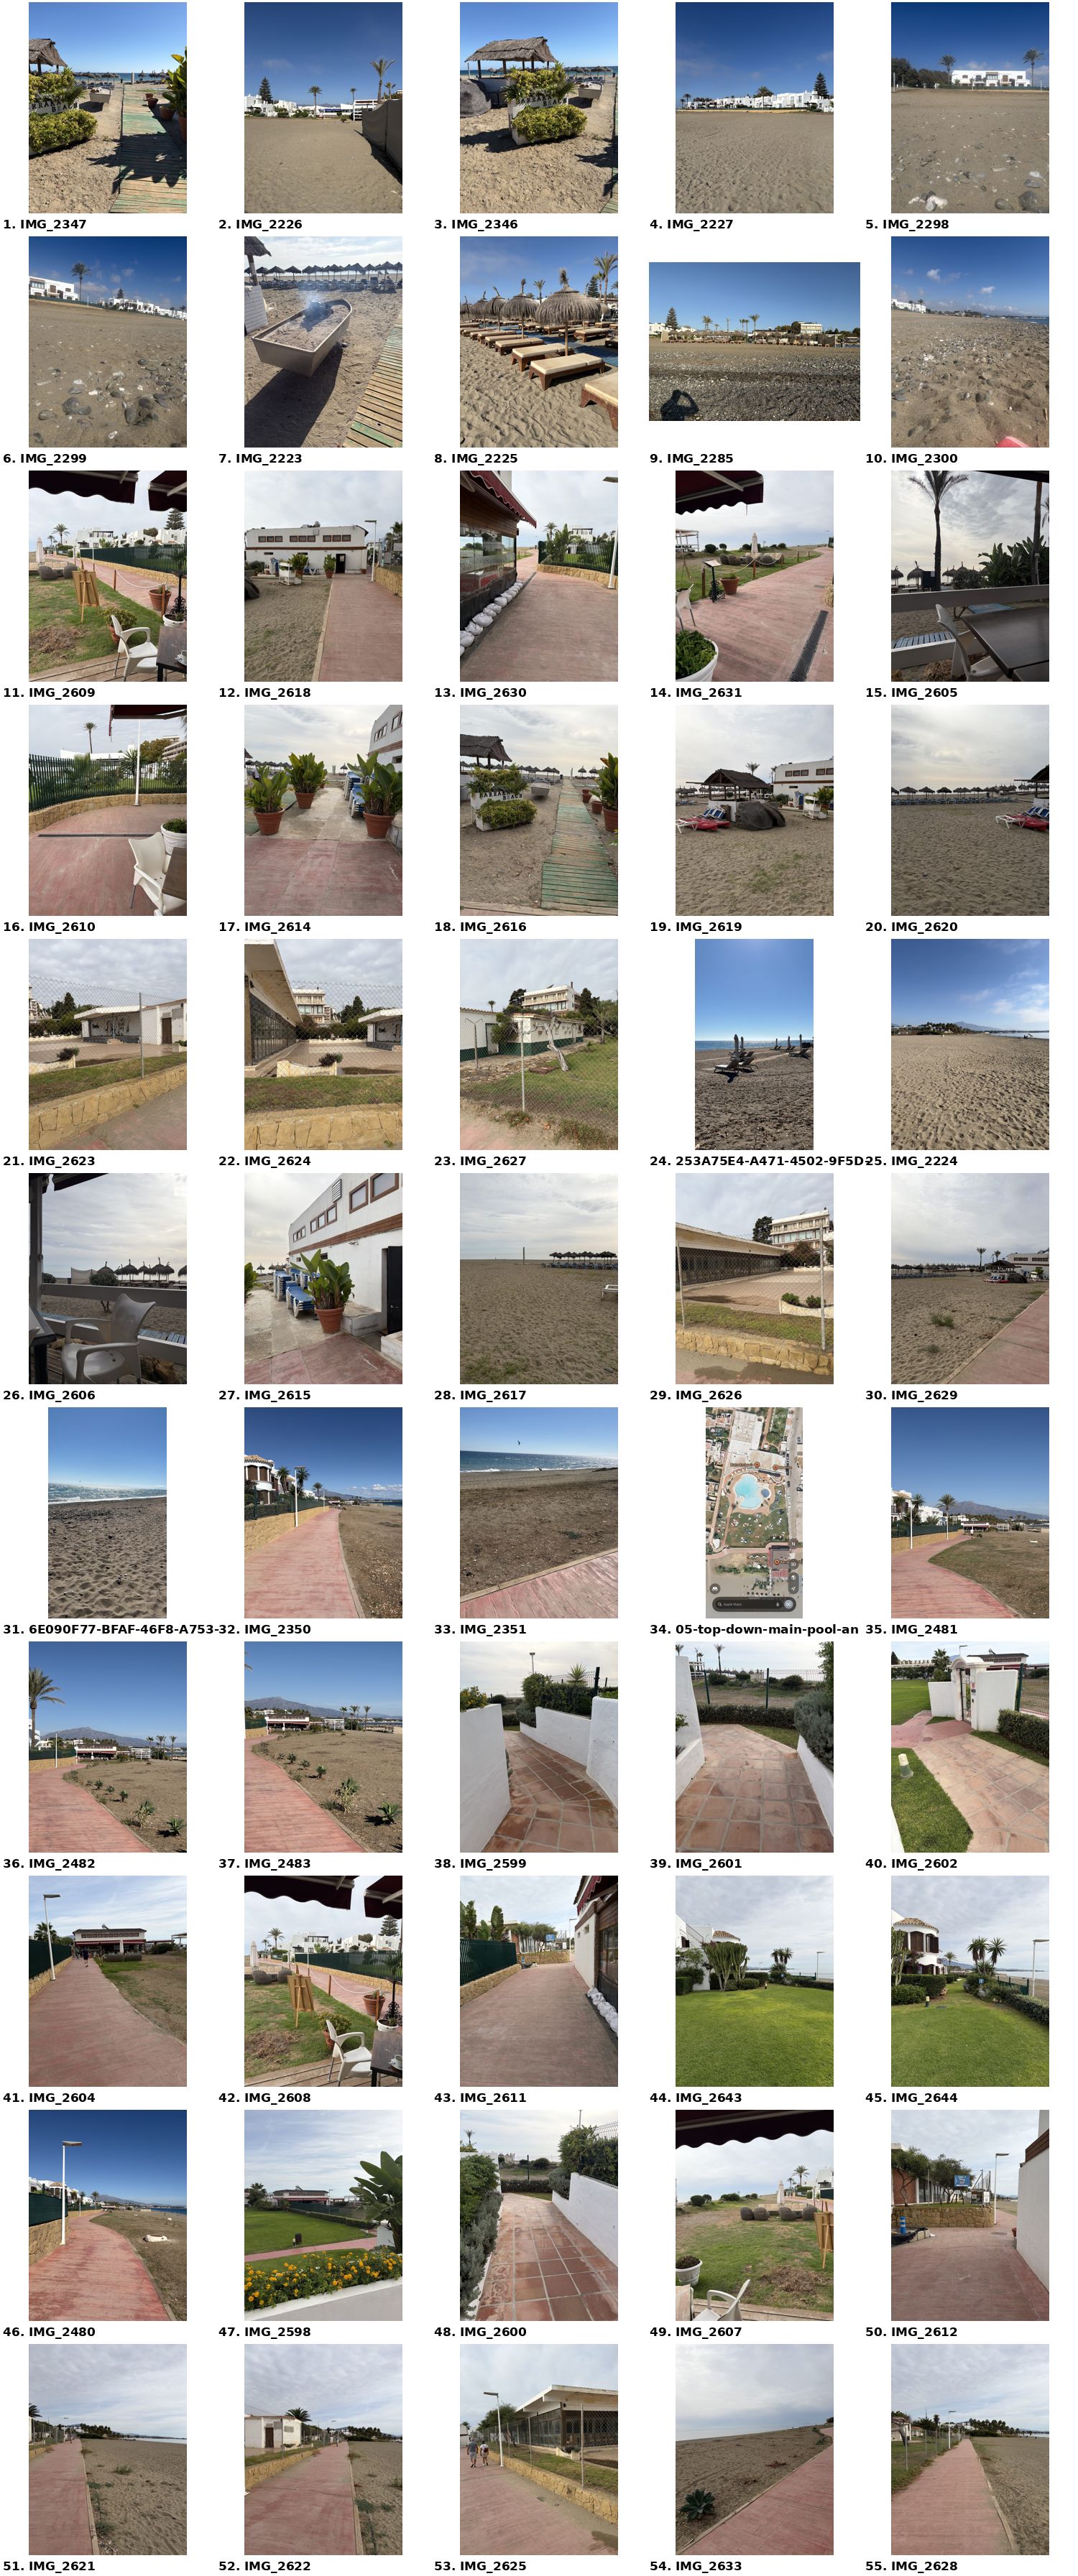 1. IMG_2347
2. IMG_2226
3. IMG_2346
4. IMG_2227
5. IMG_2298
6. IMG_2299
7. IMG_2223
8. IMG_2225
9. IMG_2285
10. IMG_2300
11. IMG_2609
12. IMG_2618
13. IMG_2630
14. IMG_2631
15. IMG_2605
16. IMG_2610
17. IMG_2614
18. IMG_2616
19. IMG_2619
20. IMG_2620
21. IMG_2623
22. IMG_2624
23. IMG_2627
24. 253A75E4-A471-4502-9F5D-
25. IMG_2224
26. IMG_2606
27. IMG_2615
28. IMG_2617
29. IMG_2626
30. IMG_2629
31. 6E090F77-BFAF-46F8-A753-
32. IMG_2350
33. IMG_2351
34. 05-top-down-main-pool-an
35. IMG_2481
36. IMG_2482
37. IMG_2483
38. IMG_2599
39. IMG_2601
40. IMG_2602
41. IMG_2604
42. IMG_2608
43. IMG_2611
44. IMG_2643
45. IMG_2644
46. IMG_2480
47. IMG_2598
48. IMG_2600
49. IMG_2607
50. IMG_2612
51. IMG_2621
52. IMG_2622
53. IMG_2625
54. IMG_2633
55. IMG_2628